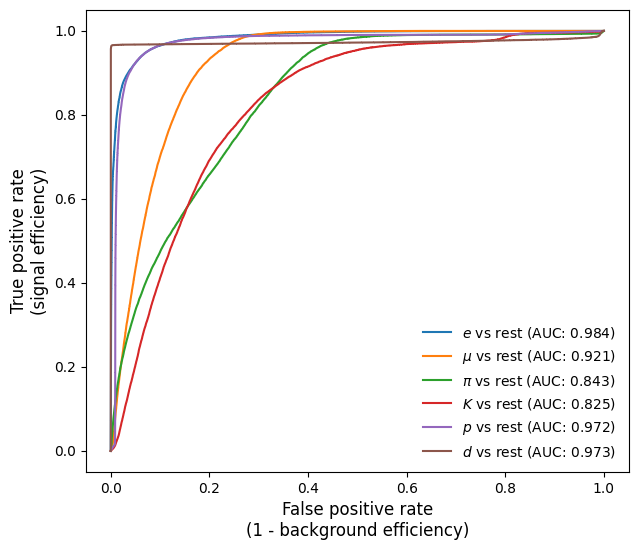 1.0
0.8
0.6
0.4
0.2
0.0
True positive rate
(signal efficiency)
e vs rest (AUC: 0.984)
μ vs rest (AUC: 0.921)
π vs rest (AUC: 0.843)
K vs rest (AUC: 0.825)
p vs rest (AUC: 0.972)
d vs rest (AUC: 0.973)
0.0 0.2 0.4 0.6 0.8 1.0
False positive rate
(1 - background efficiency)